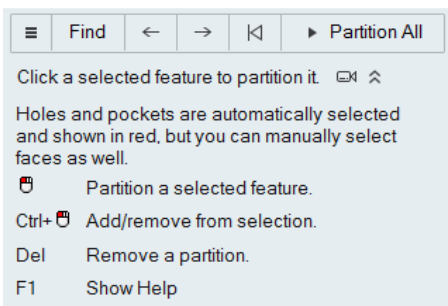 Find Partition All
Click a selected feature to partition it.
Holes and pockets are automatically selected
and shown in red, but you can manually select
faces as well.
Partition a selected feature.
Ctrl+ Add/remove from selection.
Del Remove a partition.
F1 Show Help